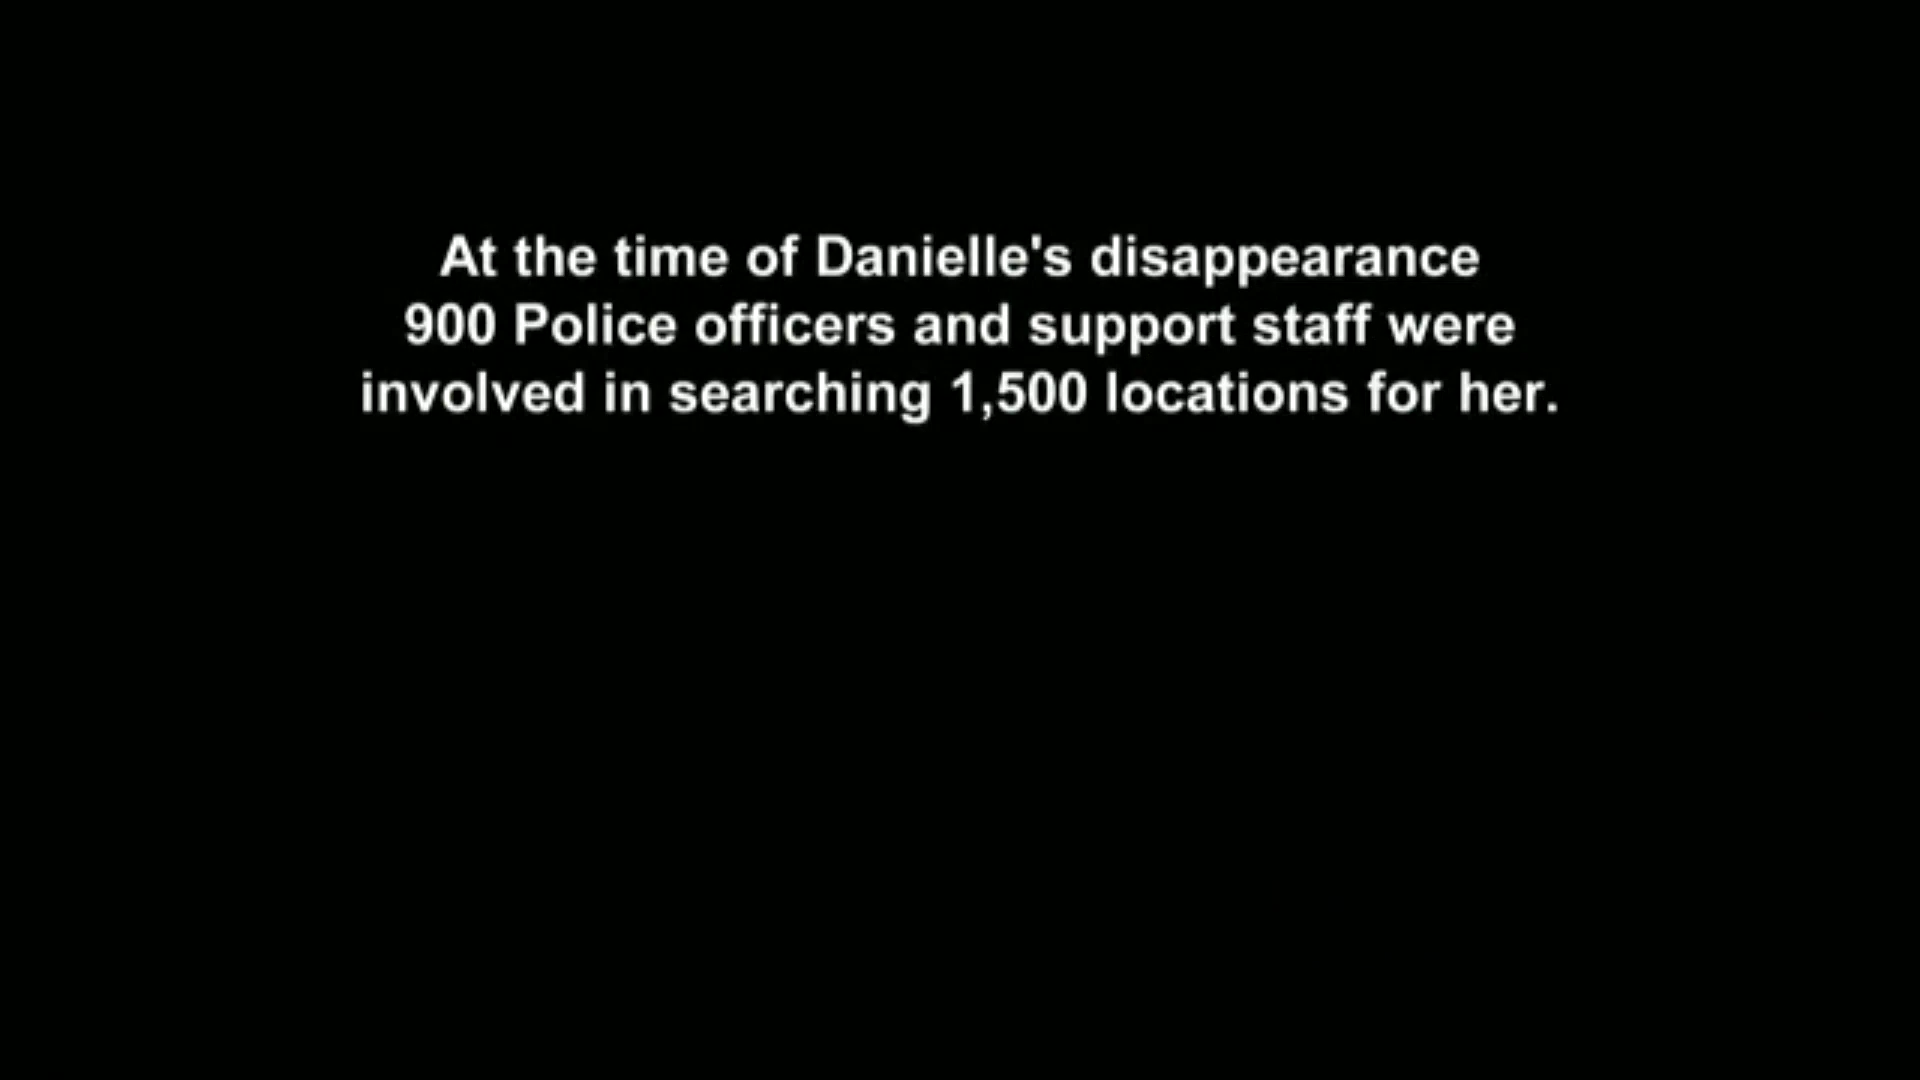 At the time of Danielle's disappearance
900 Police officers and support staff were
involved in searching 1,500 locations for her.